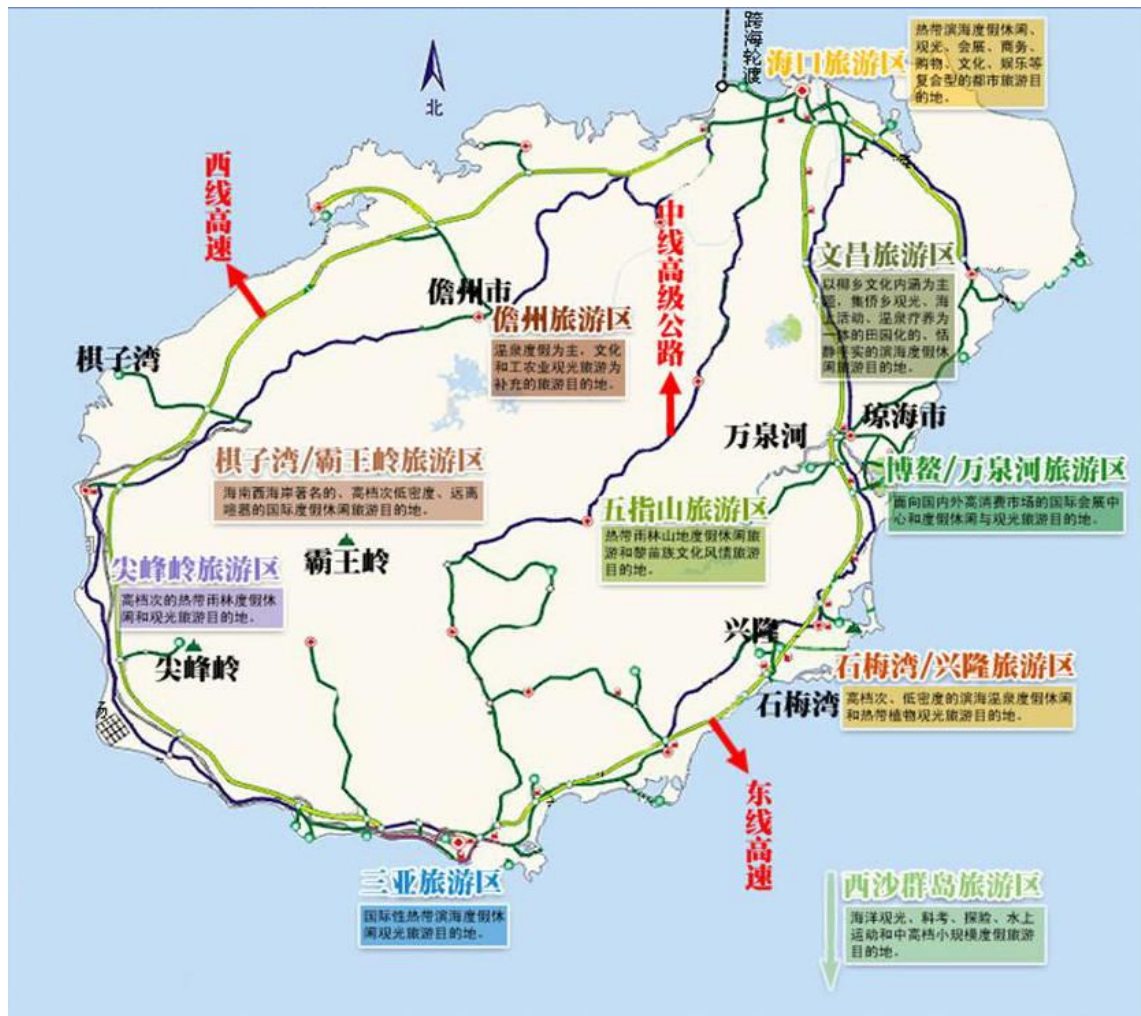 跨海轮渡
北
海口旅游区
热带滨海度假休闲、
观光、会展、商务、
购物、文化、娱乐等
复合型的都市旅游目
的地。
西线高速
中线高级公路
文昌旅游区
以椰乡文化内涵为主
题,集侨乡观光、海
上活动、温泉疗养为
一体的田园化的、恬
静平实的滨海度假休
闲旅游目的地。
儋州市
儋州旅游区
温泉度假为主,文化
和工农业观光旅游为
补充的旅游目的地。
棋子湾
万泉河
琼海市
棋子湾/霸王岭旅游区
海南西海岸著名的、高档次低密度、远离
喧嚣的国际度假休闲旅游目的地。
博鳌/万泉河旅游区
面向国内外高消费市场的国际会展中
心和度假休闲与观光旅游目的地。
五指山旅游区
热带雨林山地度假休闲旅
游和黎苗族文化风情旅游
目的地。
霸王岭
尖峰岭旅游区
高档次的热带雨林度假休
闲和观光旅游目的地。
尖峰岭
兴隆
石梅湾/兴隆旅游区
高档次、低密度的滨海温泉度假休闲
和热带植物观光旅游目的地。
石梅湾
场
东线高速
三亚旅游区
国际性热带滨海度假休
闲观光旅游目的地。
西沙群岛旅游区
海洋观光、科考、探险、水上
运动和中高档小规模度假旅游
目的地。